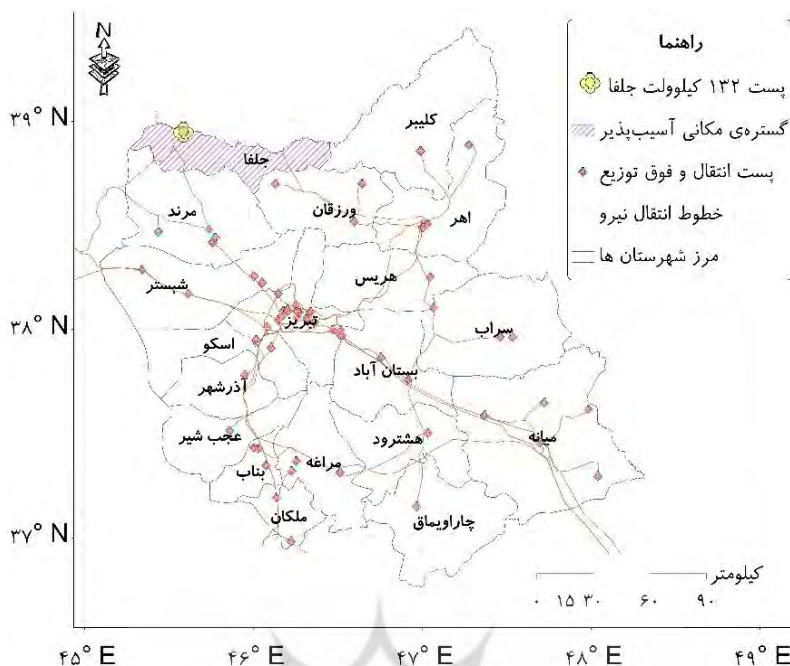 N
راهنما
پست ۱۳۲ کیلوولت جلفا
گستره‌ی مکانی آسیب‌پذیر
پست انتقال و فوق توزیع
خطوط انتقال نیرو
مرز شهرستان ها
۳۹° N
۳۸° N
۳۷° N
کلیبر
جلفا
ورزقان
اهر
مرند
هریس
شبستر
تبریز
سراب
اسکو
بستان آباد
آذرشهر
عجب شیر
هشترود
میانه
مراغه
بناب
ملکان
چاراویماق
کیلومتر
۰ ۱۵ ۳۰ ۶۰ ۹۰
۴۵° E ۴۶° E ۴۷° E ۴۸° E ۴۹° E